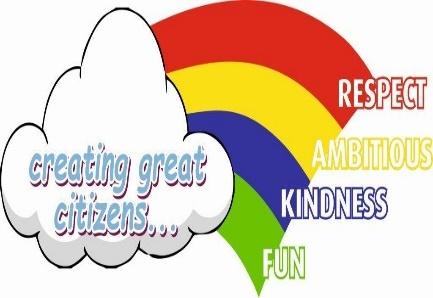 creating great
citizens...
RESPECT
AMBITIOUS
KINDNESS
FUN